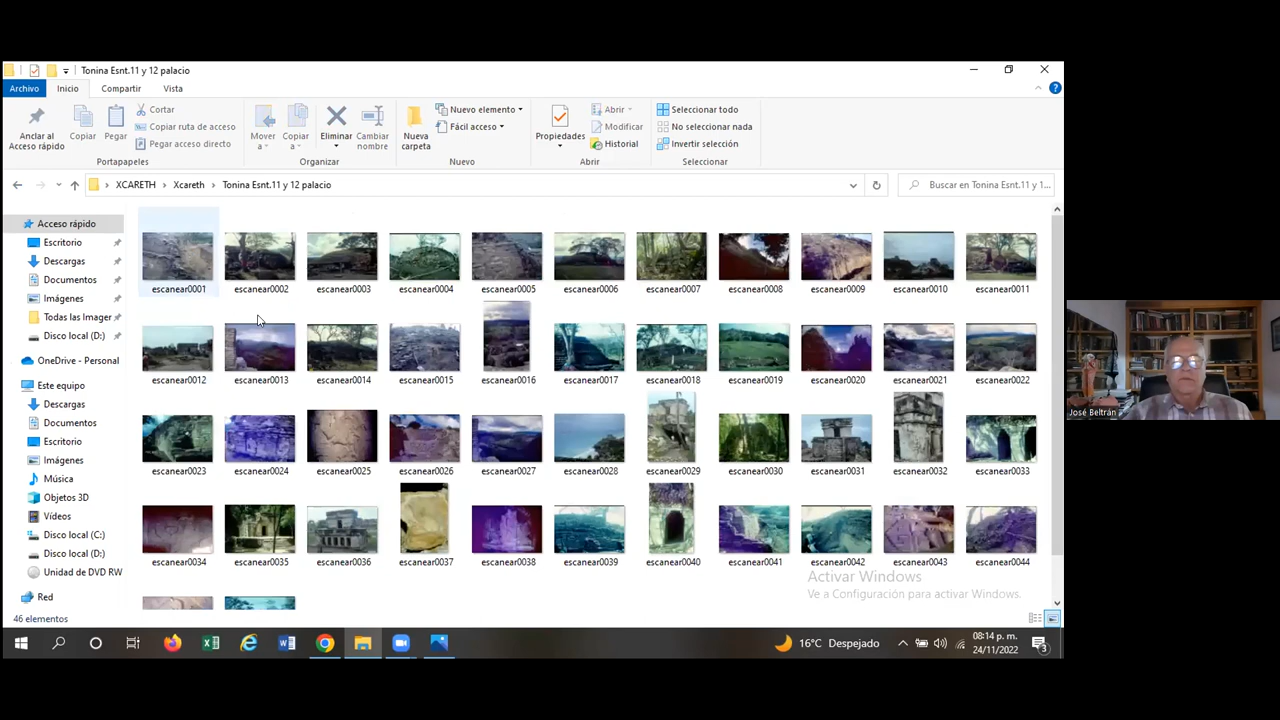 Tonina Esnt.11 y 12 palacio
Archivo
Inicio
Compartir
Vista
Anclar al
Acceso rápido
Copiar
Pegar
Cortar
Copiar ruta de acceso
Pegar acceso directo
Portapapeles
Mover
a
Copiar
a
Eliminar
Cambiar
nombre
Organizar
Nueva
carpeta
Nuevo elemento
Fácil acceso
Nuevo
Propiedades
Abrir
Modificar
Historial
Abrir
Seleccionar todo
No seleccionar nada
Invertir selección
Seleccionar
XCARETH
Xcareth
Tonina Esnt.11 y 12 palacio
Buscar en Tonina Esnt.11 y 1...
Acceso rápido
Escritorio
Descargas
Documentos
Imágenes
Todas las Imager
Disco local (D:)
OneDrive - Personal
Este equipo
Descargas
Documentos
Escritorio
Imágenes
Música
Objetos 3D
Vídeos
Disco local (C:)
Disco local (D:)
Unidad de DVD RW
Red
escanear0001 escanear0002 escanear0003 escanear0004 escanear0005 escanear0006 escanear0007 escanear0008 escanear0009 escanear0010 escanear0011
escanear0012 escanear0013 escanear0014 escanear0015 escanear0016 escanear0017 escanear0018 escanear0019 escanear0020 escanear0021 escanear0022
escanear0023 escanear0024 escanear0025 escanear0026 escanear0027 escanear0028 escanear0029 escanear0030 escanear0031 escanear0032 escanear0033
escanear0034 escanear0035 escanear0036 escanear0037 escanear0038 escanear0039 escanear0040 escanear0041 escanear0042 escanear0043 escanear0044
Activar Windows
Ve a Configuración para activar Windows.
46 elementos
16°C Despejado
08:14 p. m.
24/11/2022
3
José Beltrán